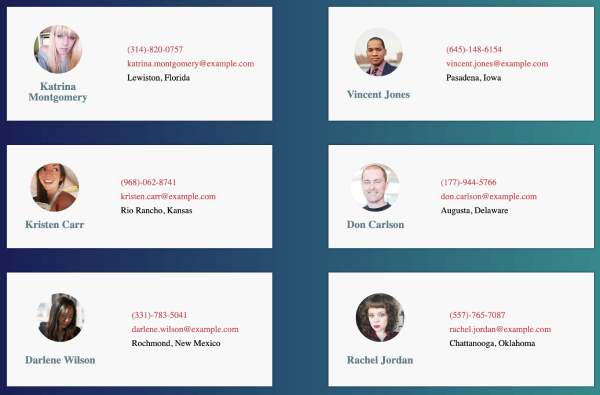 (314)-820-0757
katrina.montgomery@example.com
Lewiston, Florida
Katrina
Montgomery
(645)-148-6154
vincent.jones@example.com
Pasadena, Iowa
Vincent Jones
(968)-062-8741
kristen.carr@example.com
Rio Rancho, Kansas
Kristen Carr
(177)-944-5766
don.carlson@example.com
Augusta, Delaware
Don Carlson
(331)-783-5041
darlene.wilson@example.com
Rochmond, New Mexico
Darlene Wilson
(557)-765-7087
rachel.jordan@example.com
Chattanooga, Oklahoma
Rachel Jordan